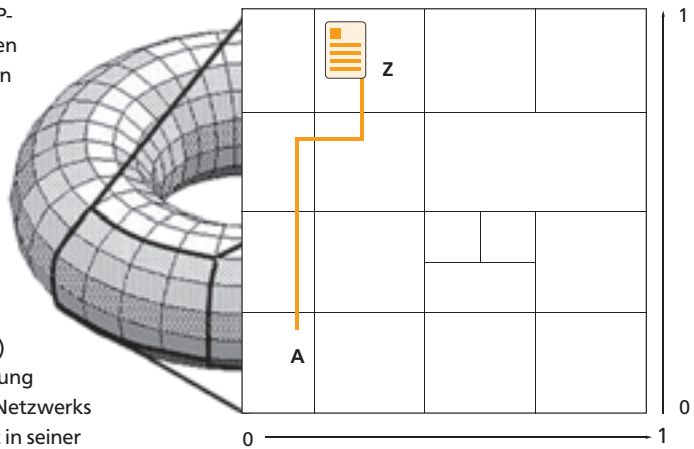 P-
en
n
)
ung
Netzwerks
t in seiner
Z
A
1
0
0
1